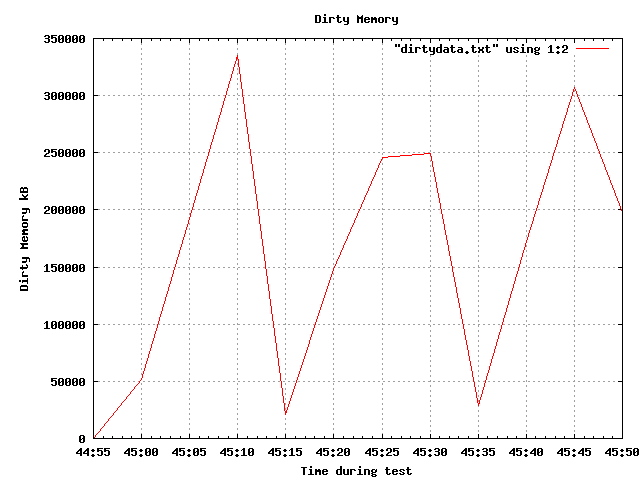 Dirty Memory
"dirtydata.txt" using 1:2
350000
300000
250000
200000
150000
100000
50000
0
Dirty Memory kB
44:55 45:00 45:05 45:10 45:15 45:20 45:25 45:30 45:35 45:40 45:45 45:50
Time during test